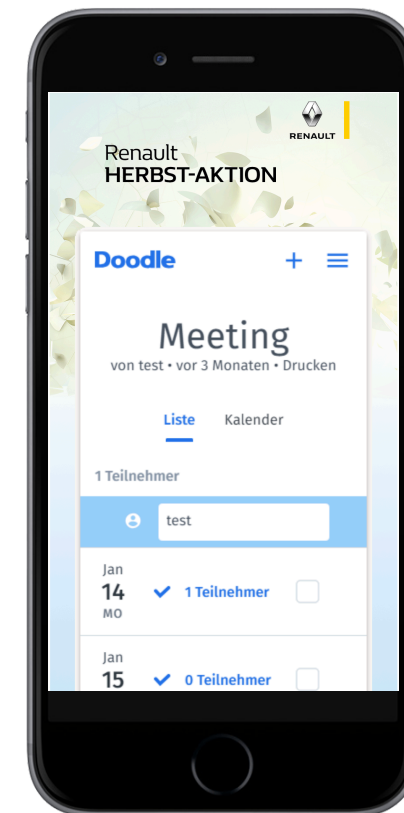 RENAULT
Renault
HERBST-AKTION
Doodle
Meeting
von test • vor 3 Monaten • Drucken
Liste Kalender
1 Teilnehmer
test
Jan
14 1 Teilnehmer
MO
Jan
15 0 Teilnehmer